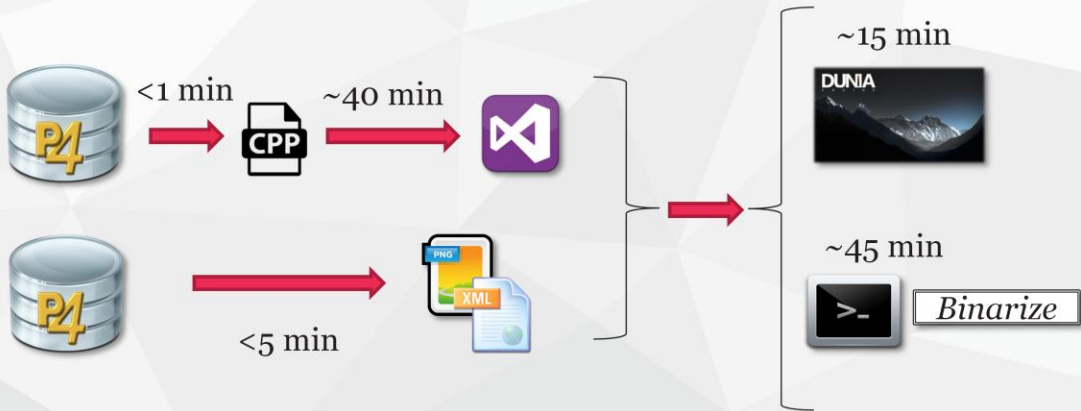 <1 min
~40 min
~15 min
DUNIA
P4
CPP
~45 min
PNG
XML
P4
<5 min
>_
Binarize